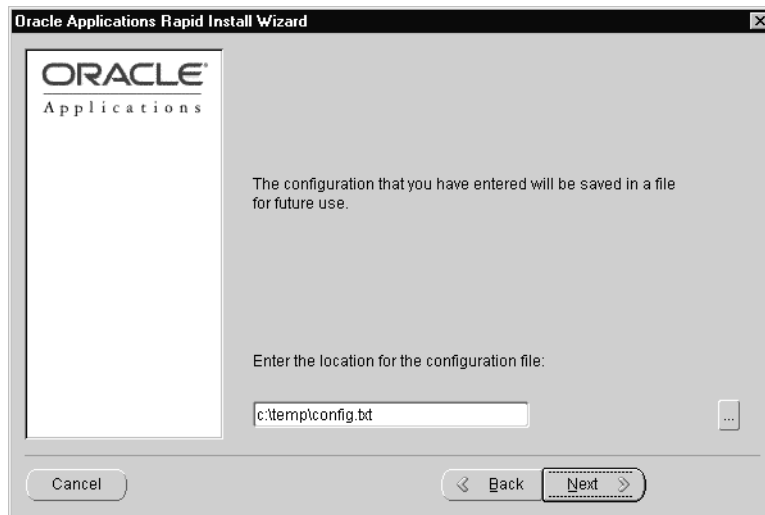 Oracle Applications Rapid Install Wizard
ORACLE
Applications
The configuration that you have entered will be saved in a file
for future use.
Enter the location for the configuration file:
c:\temp\config.txt
...
Cancel
Back
Next